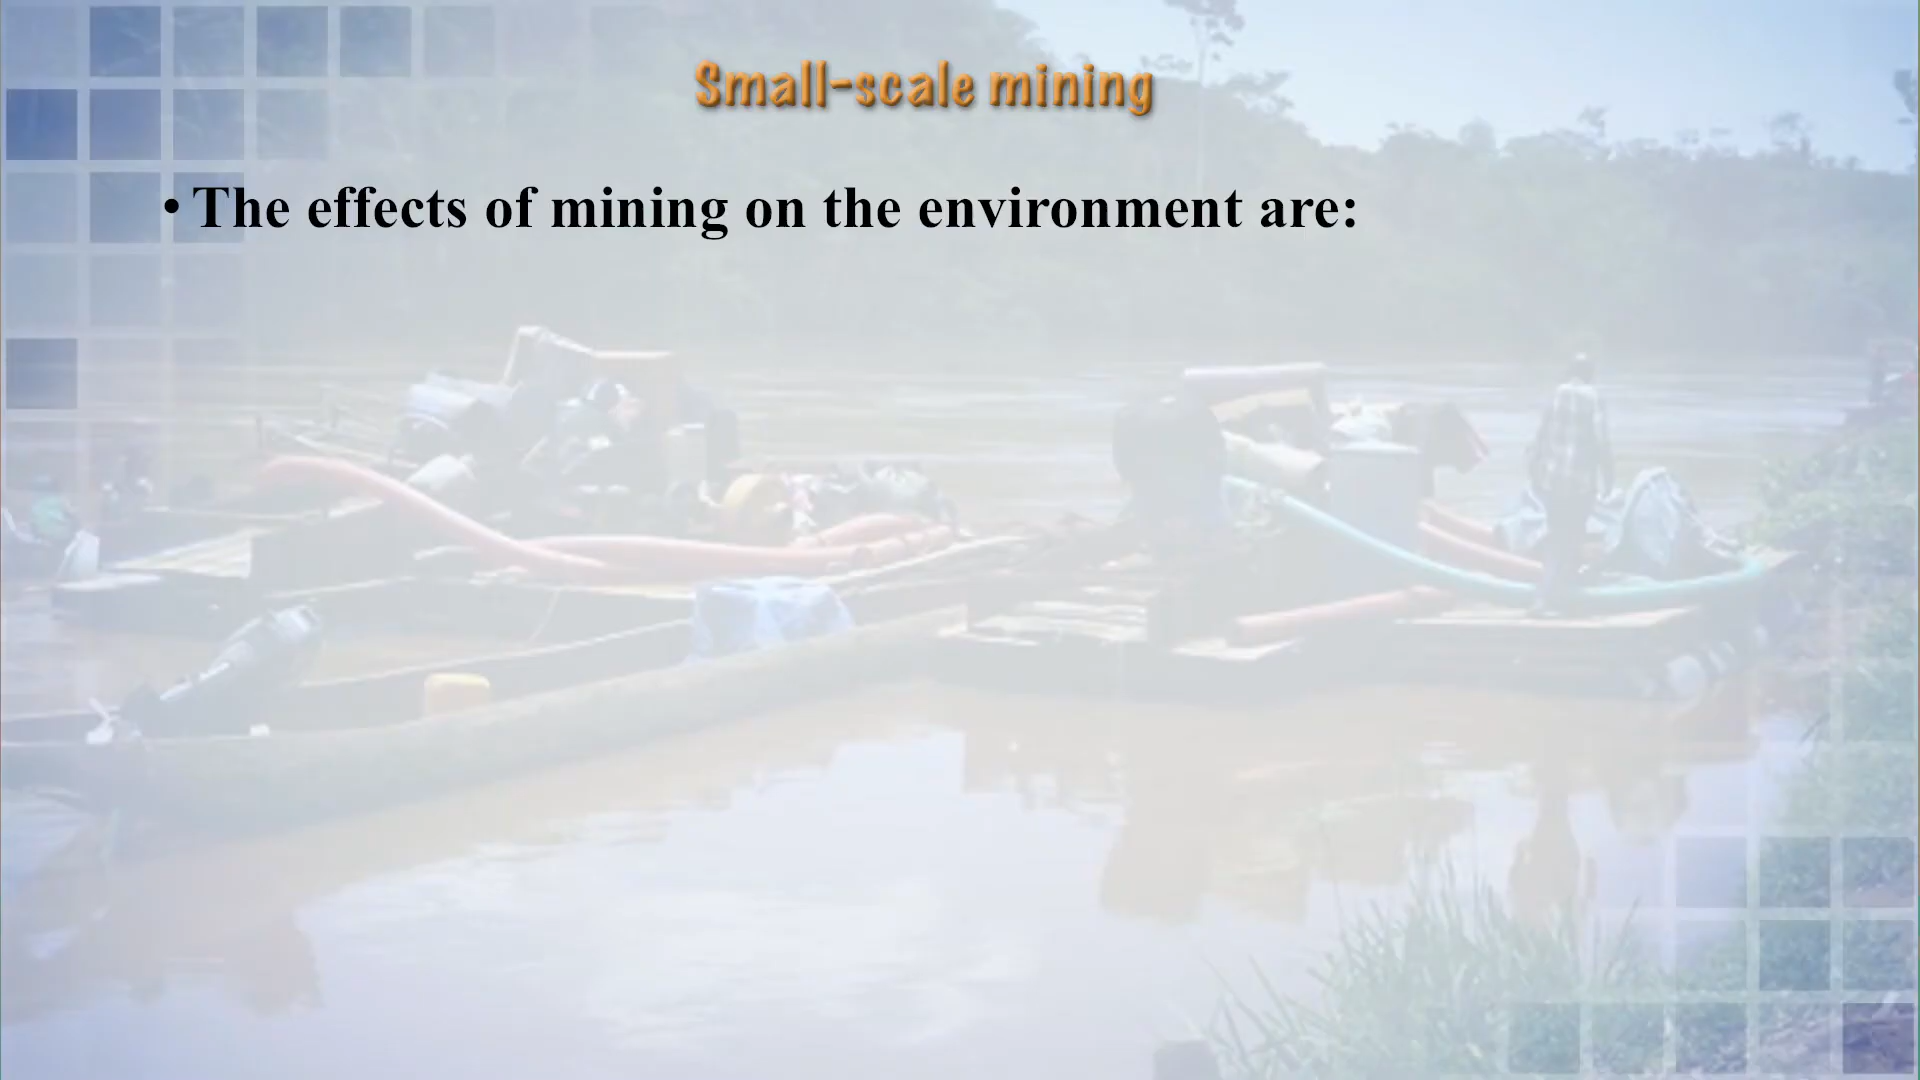 Small-scale mining
• The effects of mining on the environment are: